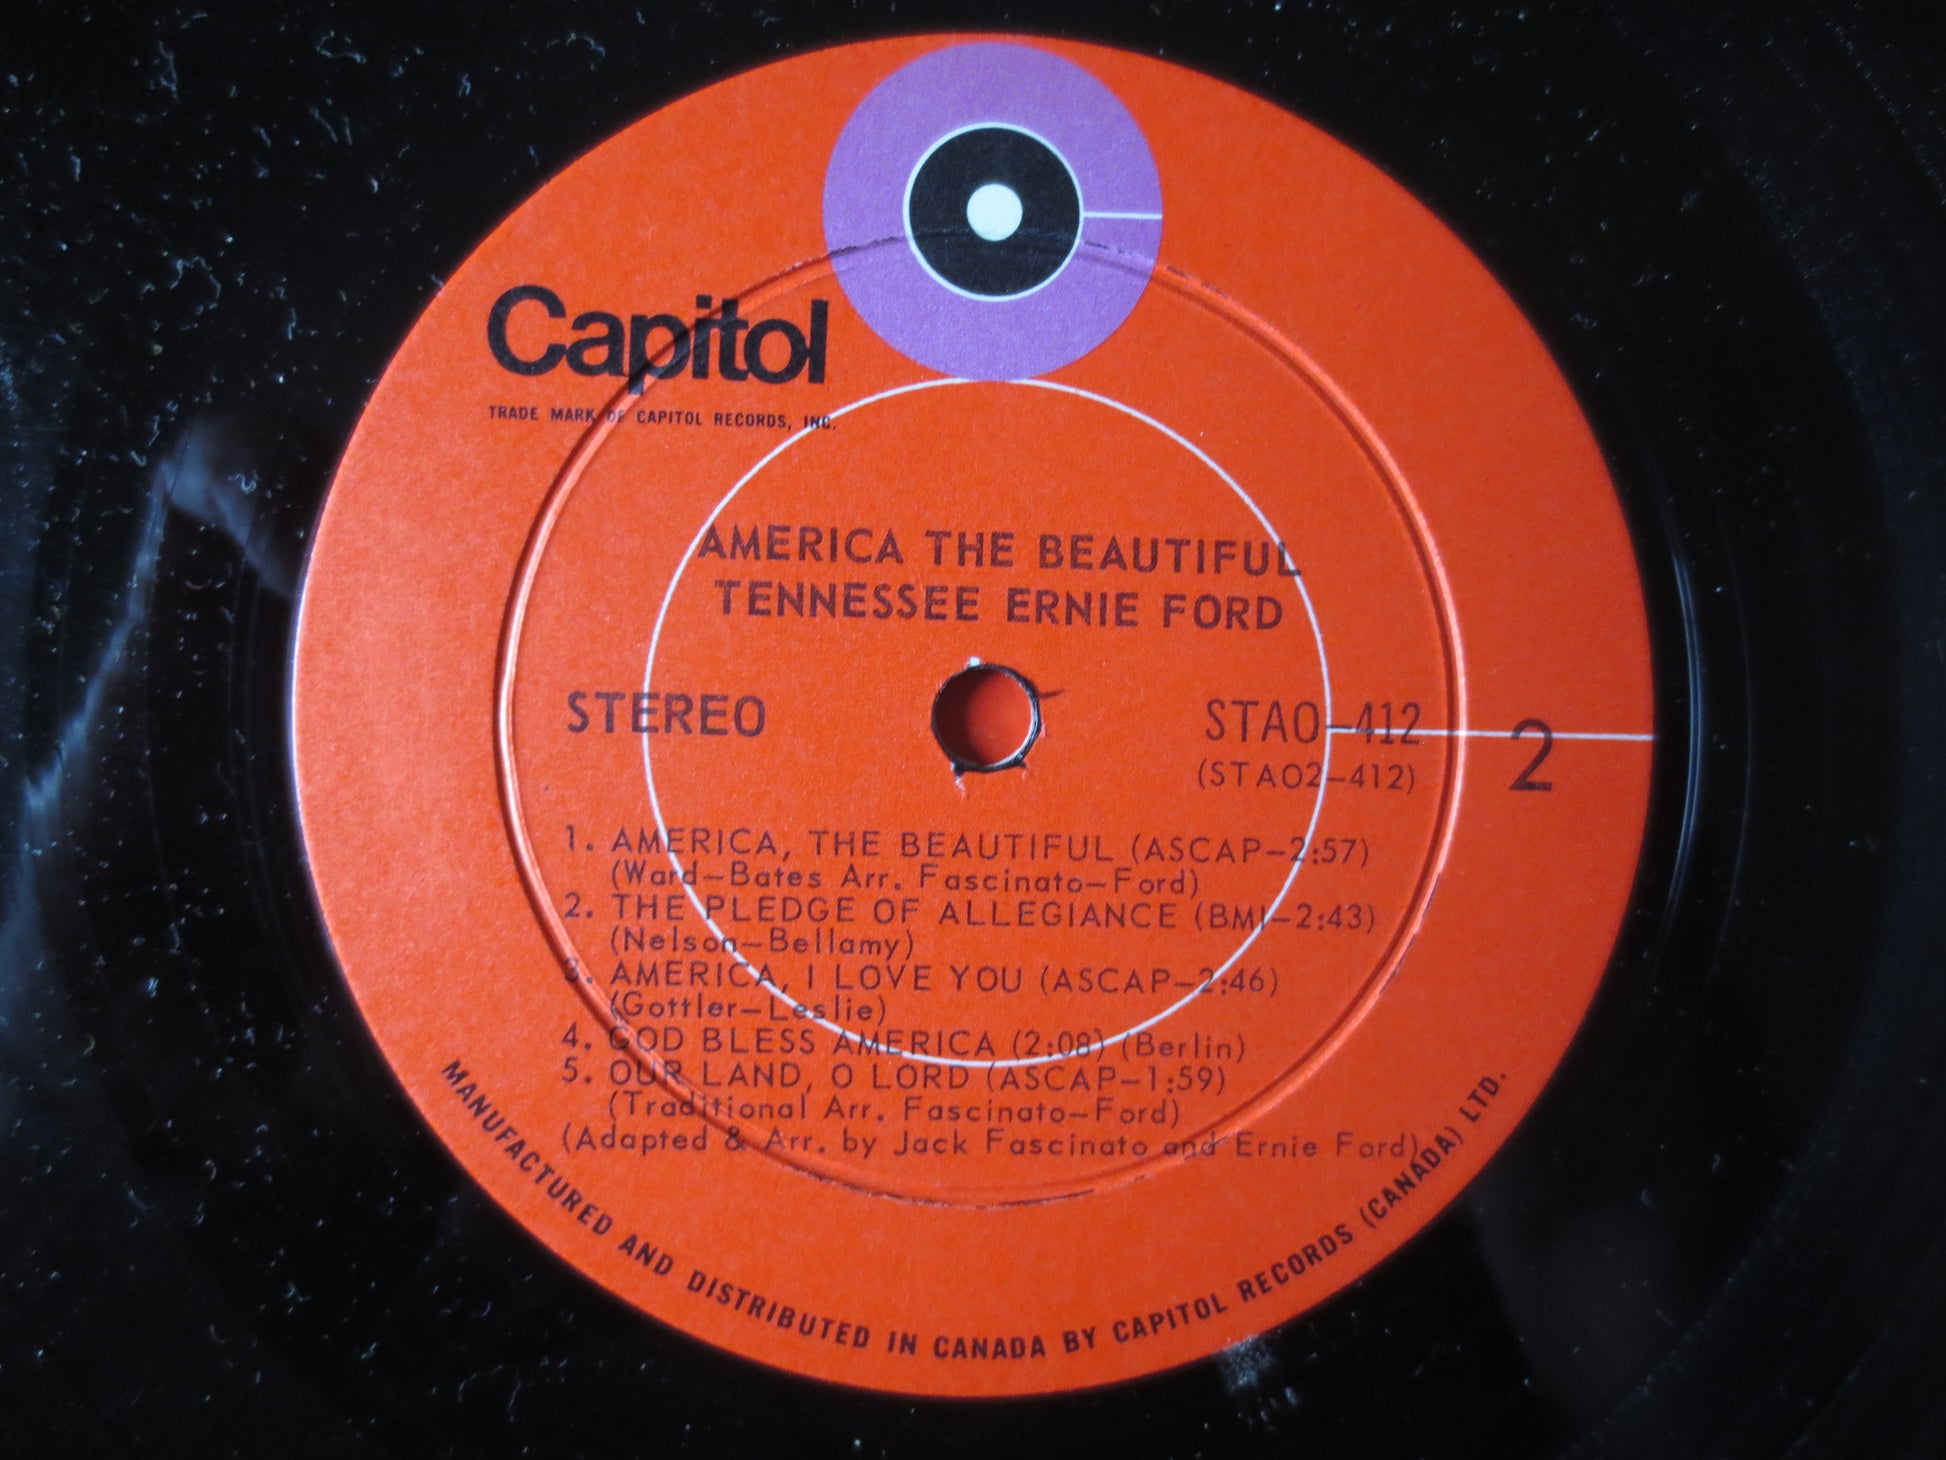 Capitol
TRADE MARK OF CAPITOL RECORDS, INC.
AMERICA THE BEAUTIFUL
TENNESSEE ERNIE FORD
STEREO
STAO-412
(STAO2-412)
2
1. AMERICA, THE BEAUTIFUL (ASCAP-2:57)
(Ward-Bates Arr. Fascinato-Ford)
2. THE PLEDGE OF ALLEGIANCE (BMI-2:43)
(Nelson-Bellamy)
3. AMERICA, I LOVE YOU (ASCAP-2:46)
(Gottler-Leslie)
4. GOD BLESS AMERICA (2:08) (Berlin)
5. OUR LAND, O LORD (ASCAP-1:59)
(Traditional Arr. Fascinato-Ford)
(Adapted & Arr. by Jack Fascinato and Ernie Ford)
MANUFACTURED AND DISTRIBUTED IN CANADA BY CAPITOL RECORDS (CANADA) LTD.